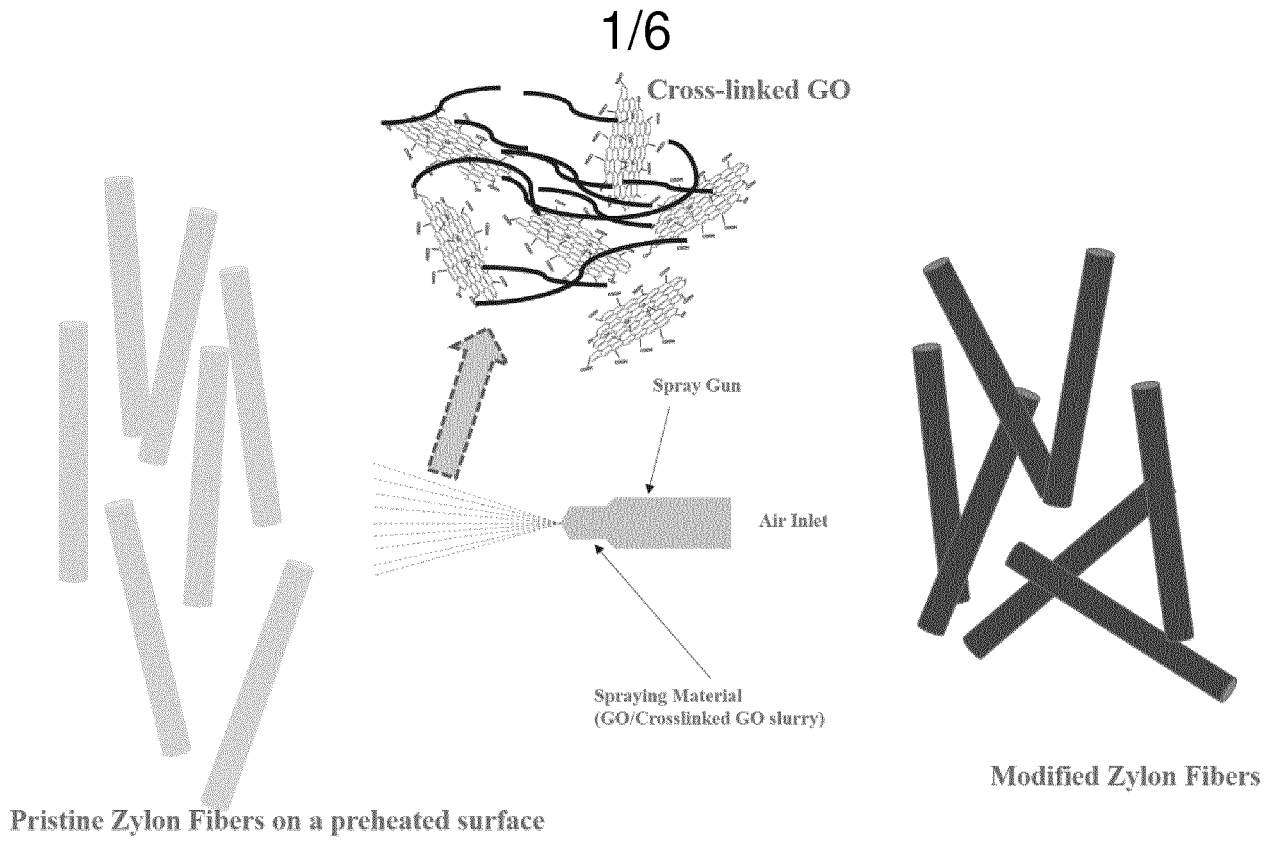 1/6
Cross-linked GO
Spray Gun
Air Inlet
Spraying Material
(GO/Crosslinked GO slurry)
Modified Zylon Fibers
Pristine Zylon Fibers on a preheated surface